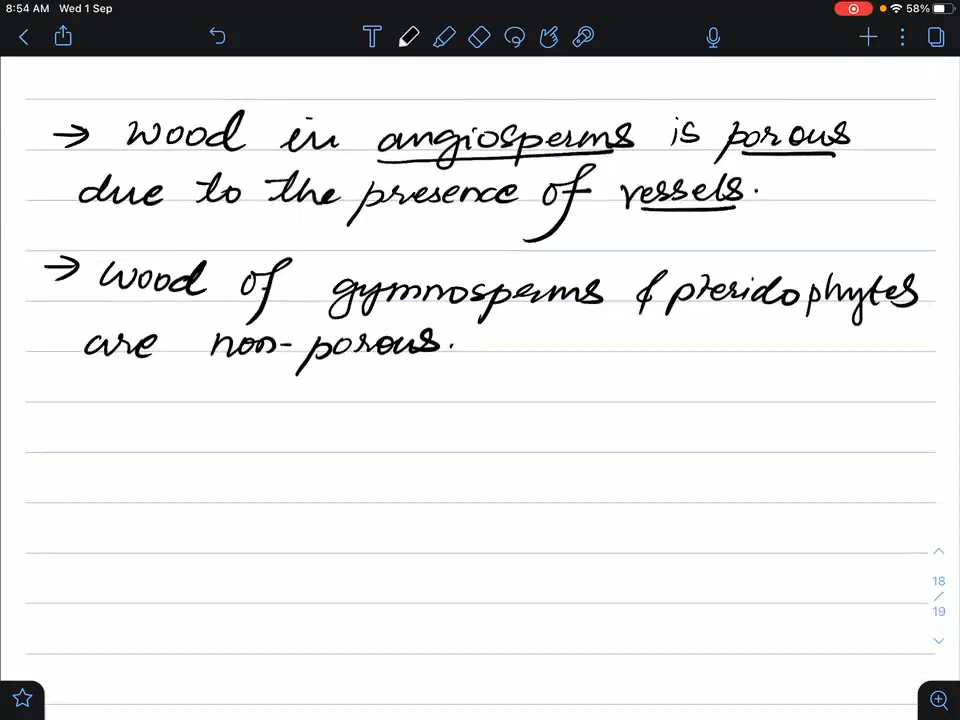 8:54 AM Wed 1 Sep 58%
→ wood in angiosperms is porous
due to the presence of vessels.
→ wood of gymnosperms & pteridophytes
are non-porous.
18
/
19